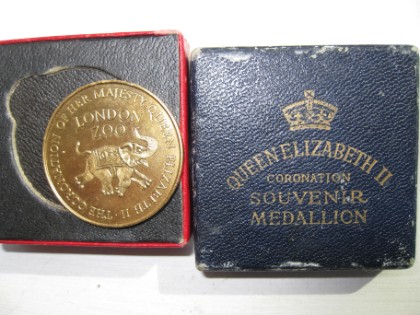 THE CORONATION OF HER MAJESTY QUEEN ELIZABETH II ·
LONDON
ZOO
QUEEN ELIZABETH II
CORONATION
SOUVENIR
MEDALLION